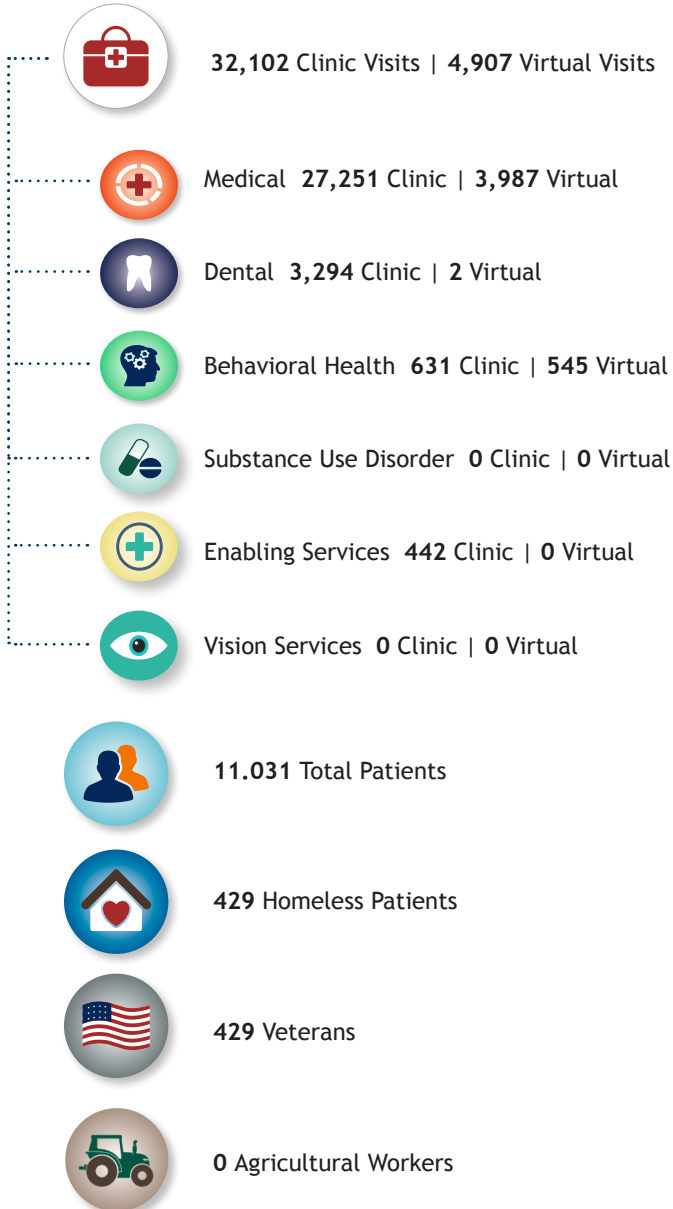 32,102 Clinic Visits | 4,907 Virtual Visits
Medical 27,251 Clinic | 3,987 Virtual
Dental 3,294 Clinic | 2 Virtual
Behavioral Health 631 Clinic | 545 Virtual
Substance Use Disorder 0 Clinic | 0 Virtual
Enabling Services 442 Clinic | 0 Virtual
Vision Services 0 Clinic | 0 Virtual
11.031 Total Patients
429 Homeless Patients
429 Veterans
0 Agricultural Workers